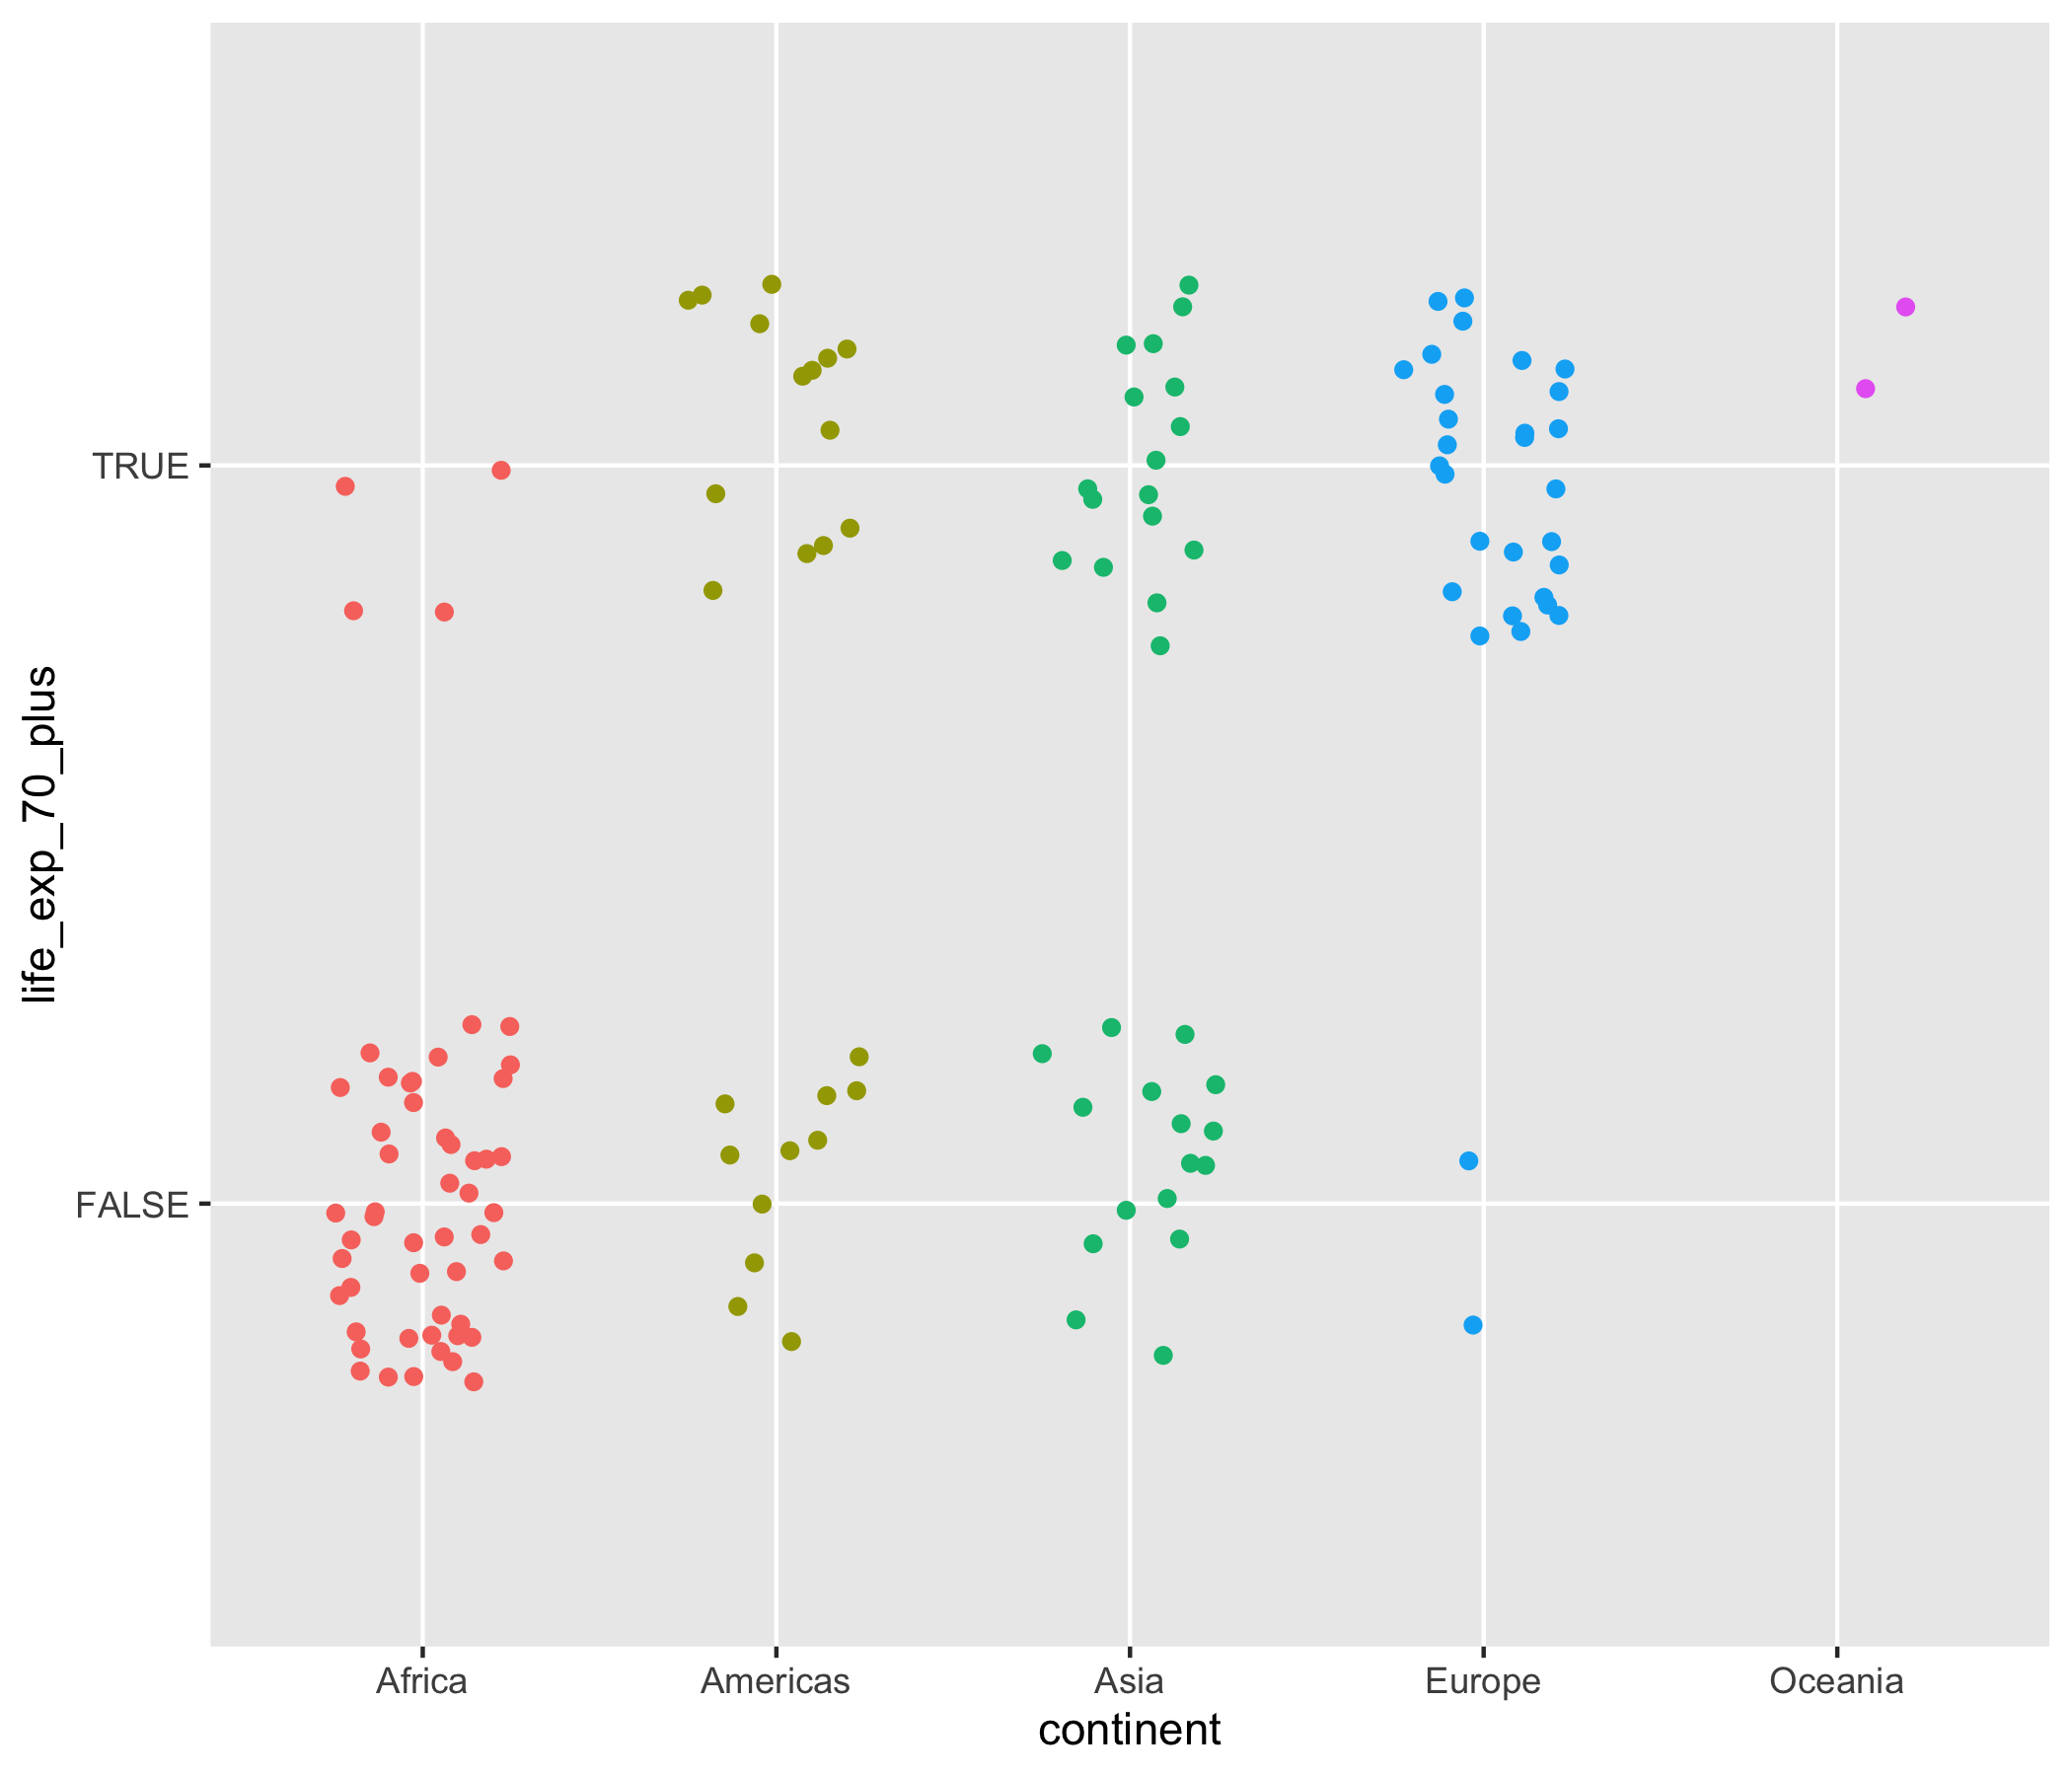 life_exp_70_plus
TRUE
FALSE
Africa Americas Asia Europe Oceania
continent